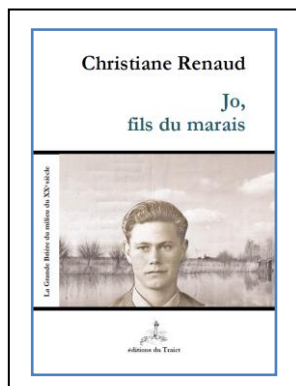 Christiane Renaud
Jo,
fils du marais
La Grande Brière du milieu du XXᵉ siècle
éditions du Traict